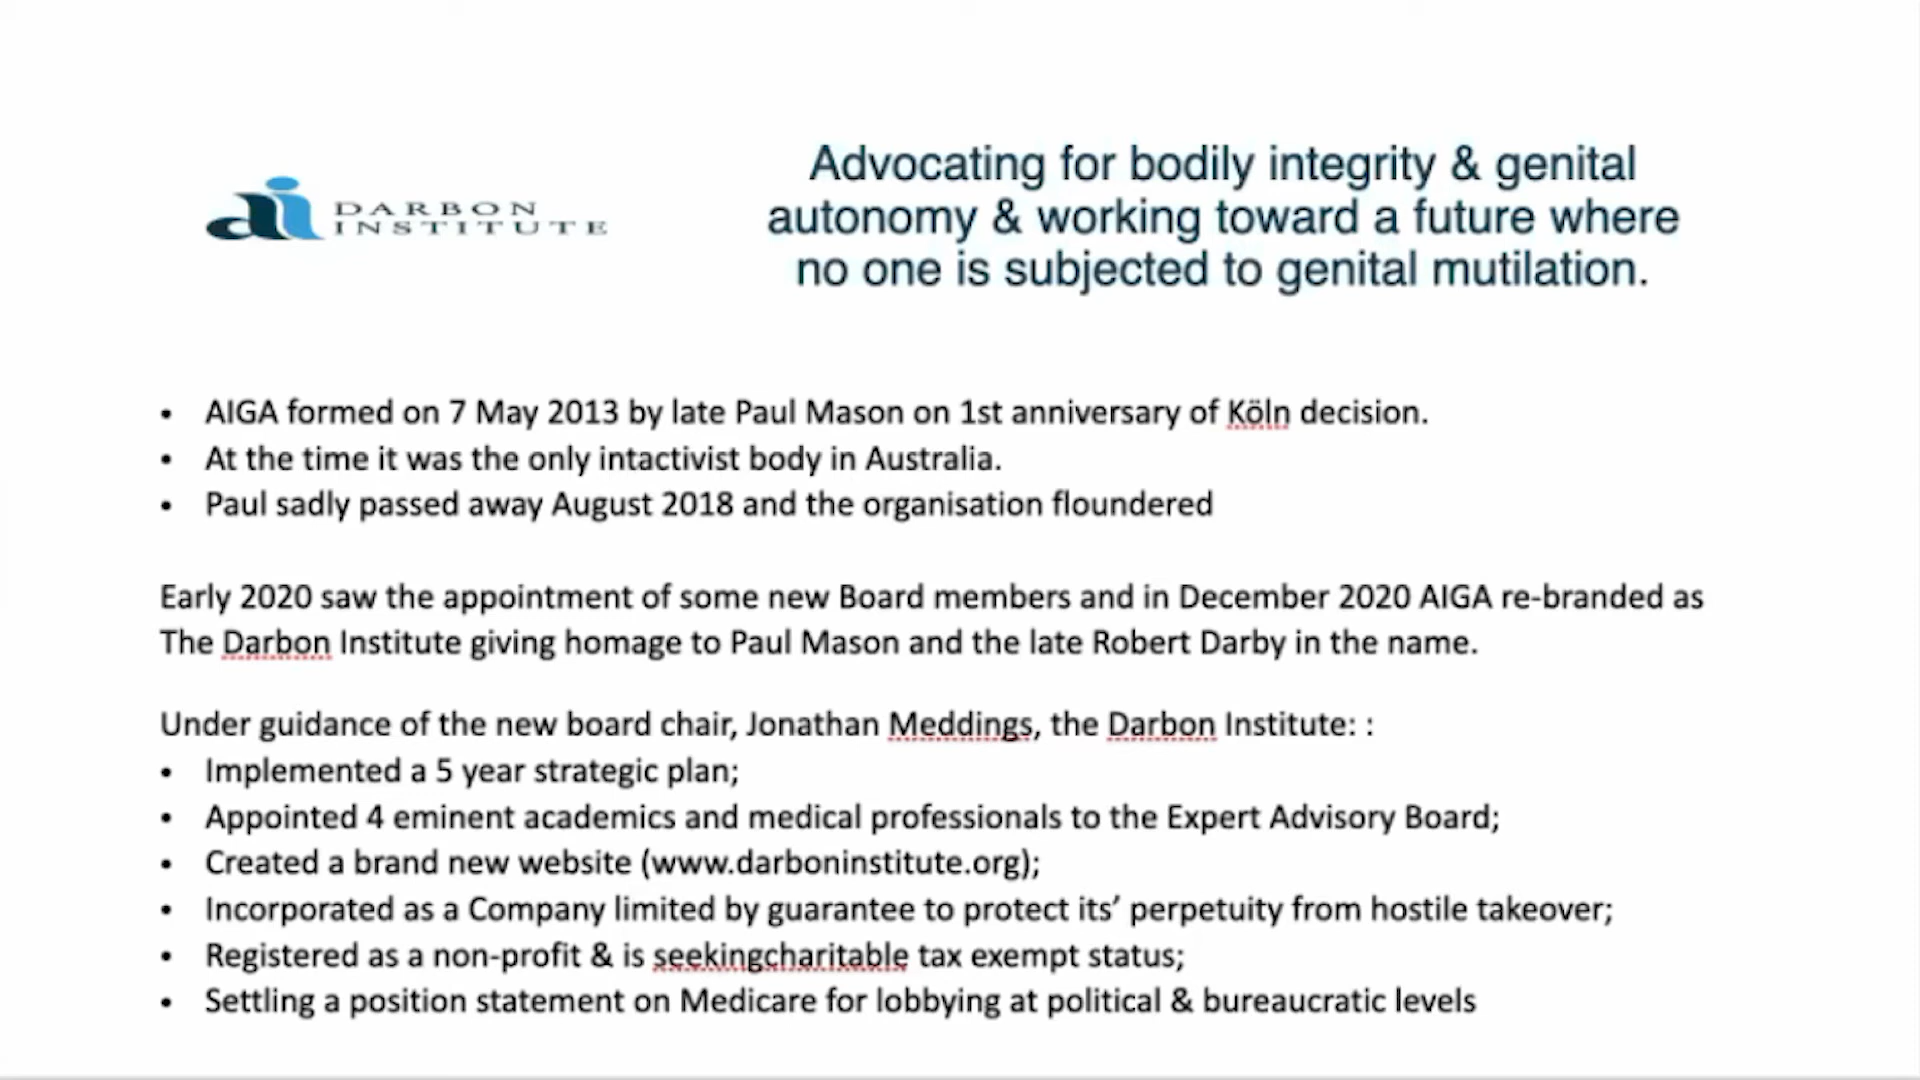 DARBON
INSTITUTE
Advocating for bodily integrity & genital
autonomy & working toward a future where
no one is subjected to genital mutilation.
• AIGA formed on 7 May 2013 by late Paul Mason on 1st anniversary of Köln decision.
• At the time it was the only intactivist body in Australia.
• Paul sadly passed away August 2018 and the organisation floundered
Early 2020 saw the appointment of some new Board members and in December 2020 AIGA re-branded as
The Darbon Institute giving homage to Paul Mason and the late Robert Darby in the name.
Under guidance of the new board chair, Jonathan Meddings, the Darbon Institute: :
• Implemented a 5 year strategic plan;
• Appointed 4 eminent academics and medical professionals to the Expert Advisory Board;
• Created a brand new website (www.darboninstitute.org);
• Incorporated as a Company limited by guarantee to protect its’ perpetuity from hostile takeover;
• Registered as a non-profit & is seekingcharitable tax exempt status;
• Settling a position statement on Medicare for lobbying at political & bureaucratic levels